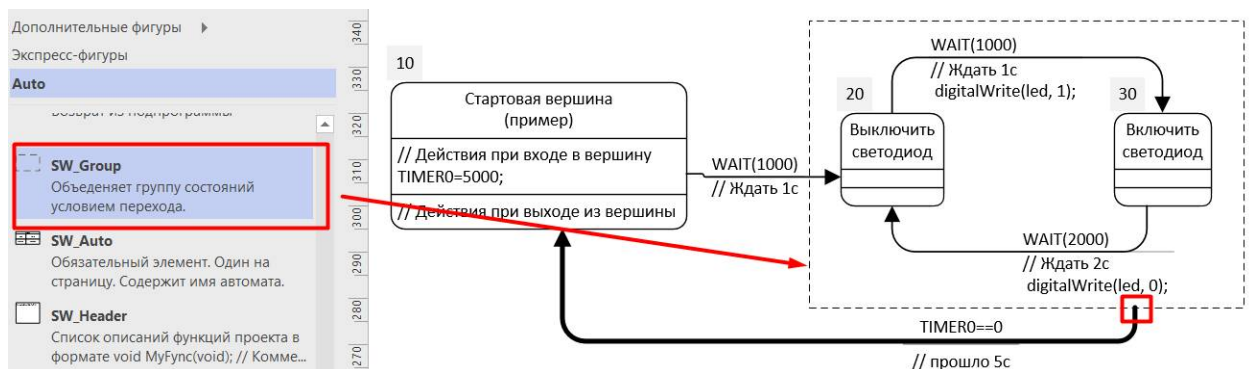 Дополнительные фигуры
Экспресс-фигуры
Auto
Возврат из подпрограммы
SW_Group
Объеденяет группу состояний
условием перехода.
SW_Auto
Обязательный элемент. Один на
страницу. Содержит имя автомата.
SW_Header
Список описаний функций проекта в
формате void MyFync(void); // Комме...
340
330
320
310
300
290
280
270
10
Стартовая вершина
(пример)
// Действия при входе в вершину
TIMER0=5000;
// Действия при выходе из вершины
WAIT(1000)
// Ждать 1с
WAIT(1000)
// Ждать 1с
digitalWrite(led, 1);
20
Выключить
светодиод
30
Включить
светодиод
WAIT(2000)
// Ждать 2с
digitalWrite(led, 0);
TIMER0==0
// прошло 5с